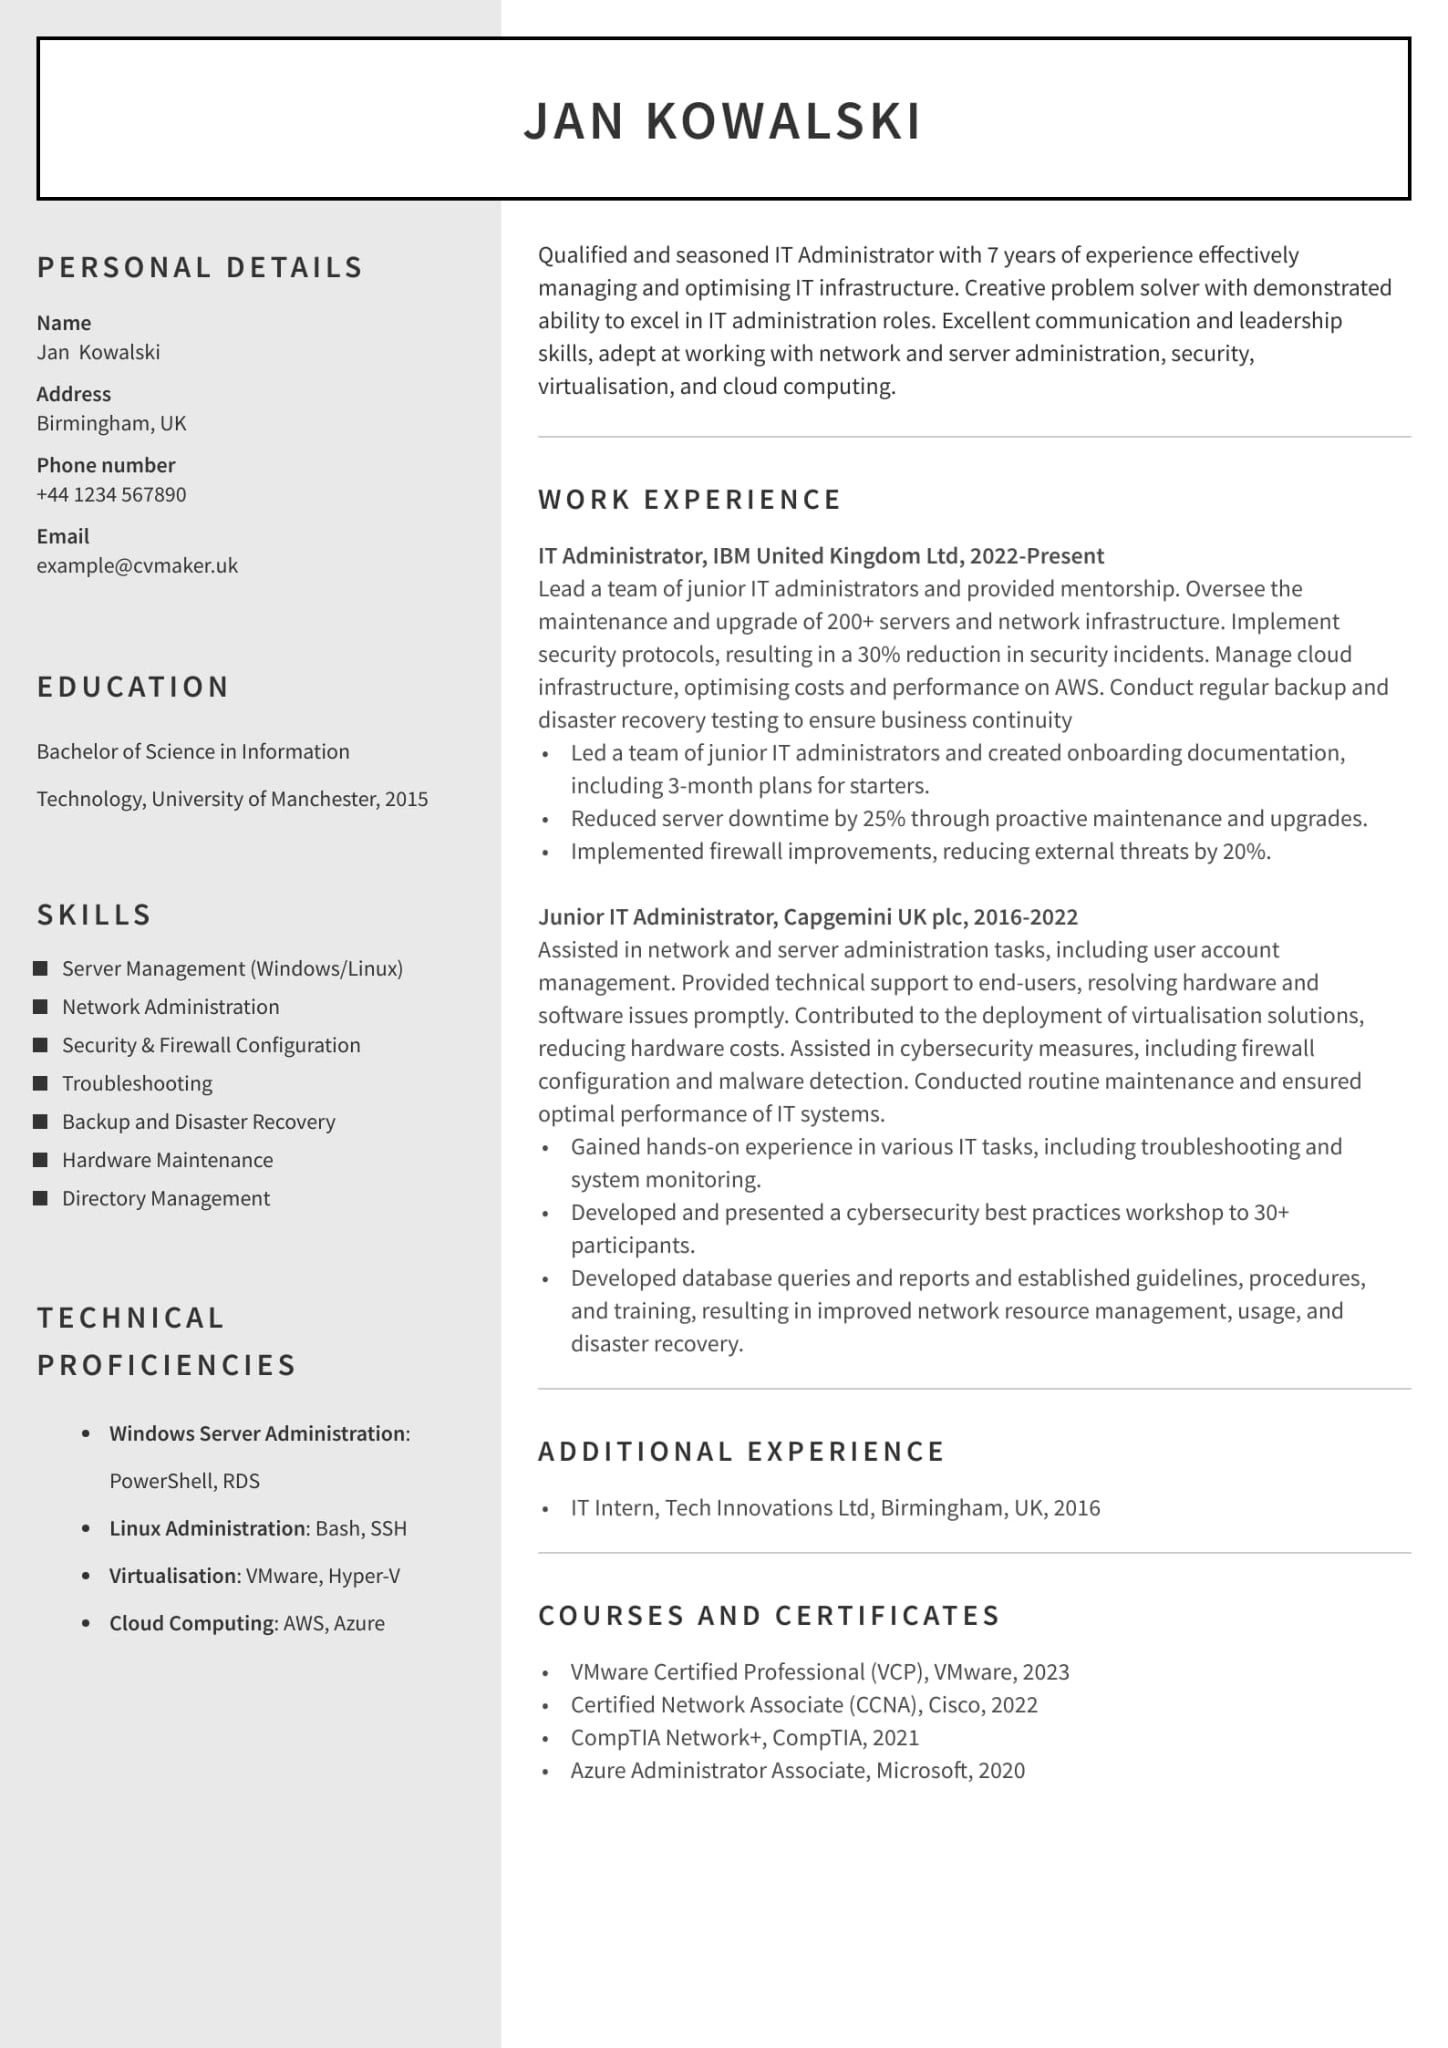 JAN KOWALSKI
PERSONAL DETAILS
Name
Jan Kowalski
Address
Birmingham, UK
Phone number
+44 1234 567890
Email
example@cvmaker.uk
EDUCATION
Bachelor of Science in Information
Technology, University of Manchester, 2015
SKILLS
Server Management (Windows/Linux)
Network Administration
Security & Firewall Configuration
Troubleshooting
Backup and Disaster Recovery
Hardware Maintenance
Directory Management
TECHNICAL
PROFICIENCIES
• Windows Server Administration:
PowerShell, RDS
• Linux Administration: Bash, SSH
• Virtualisation: VMware, Hyper-V
• Cloud Computing: AWS, Azure
Qualified and seasoned IT Administrator with 7 years of experience effectively
managing and optimising IT infrastructure. Creative problem solver with demonstrated
ability to excel in IT administration roles. Excellent communication and leadership
skills, adept at working with network and server administration, security,
virtualisation, and cloud computing.
WORK EXPERIENCE
IT Administrator, IBM United Kingdom Ltd, 2022-Present
Lead a team of junior IT administrators and provided mentorship. Oversee the
maintenance and upgrade of 200+ servers and network infrastructure. Implement
security protocols, resulting in a 30% reduction in security incidents. Manage cloud
infrastructure, optimising costs and performance on AWS. Conduct regular backup and
disaster recovery testing to ensure business continuity
• Led a team of junior IT administrators and created onboarding documentation,
including 3-month plans for starters.
• Reduced server downtime by 25% through proactive maintenance and upgrades.
• Implemented firewall improvements, reducing external threats by 20%.
Junior IT Administrator, Capgemini UK plc, 2016-2022
Assisted in network and server administration tasks, including user account
management. Provided technical support to end-users, resolving hardware and
software issues promptly. Contributed to the deployment of virtualisation solutions,
reducing hardware costs. Assisted in cybersecurity measures, including firewall
configuration and malware detection. Conducted routine maintenance and ensured
optimal performance of IT systems.
• Gained hands-on experience in various IT tasks, including troubleshooting and
system monitoring.
• Developed and presented a cybersecurity best practices workshop to 30+
participants.
• Developed database queries and reports and established guidelines, procedures,
and training, resulting in improved network resource management, usage, and
disaster recovery.
ADDITIONAL EXPERIENCE
• IT Intern, Tech Innovations Ltd, Birmingham, UK, 2016
COURSES AND CERTIFICATES
• VMware Certified Professional (VCP), VMware, 2023
• Certified Network Associate (CCNA), Cisco, 2022
• CompTIA Network+, CompTIA, 2021
• Azure Administrator Associate, Microsoft, 2020